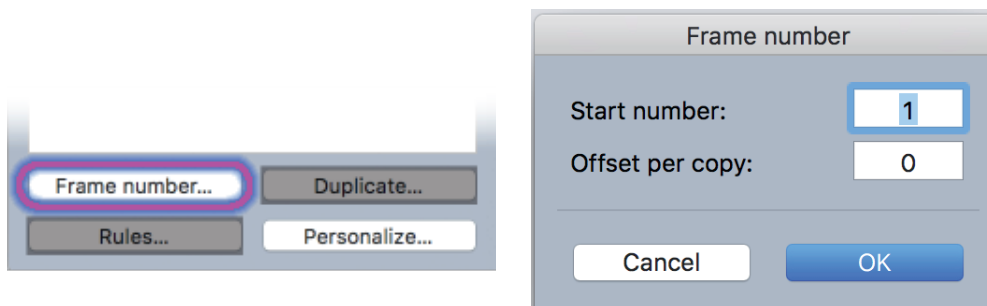 Frame number...
Duplicate...
Rules...
Personalize...
Frame number
Start number:
1
Offset per copy:
0
Cancel
OK